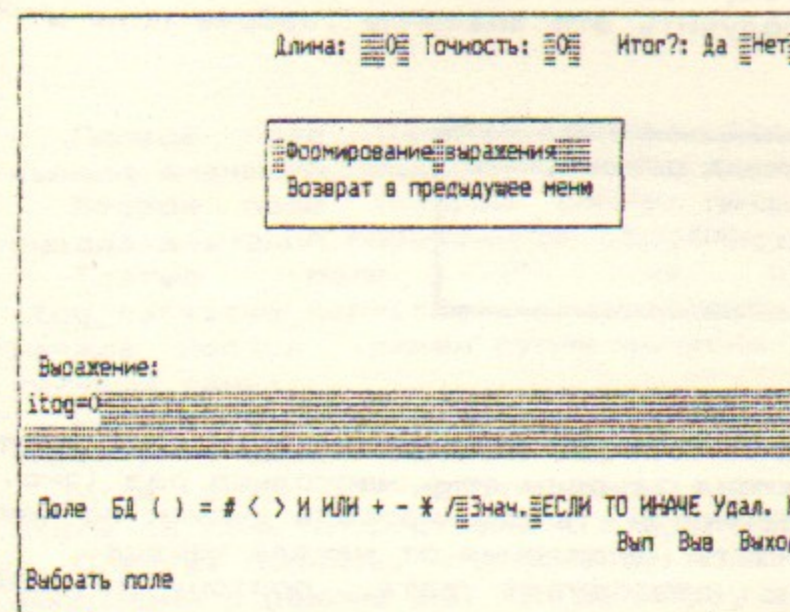 Длина: 0 Точность: 0 Итог?: Да Нет
Формирование выражения
Возврат в предыдущее меню
Выражение:
itog=0
Поле БД ( ) = # < > И ИЛИ + - * / Знач. ЕСЛИ ТО ИНАЧЕ Удал.
Вып Выв Выход
Выбрать поле